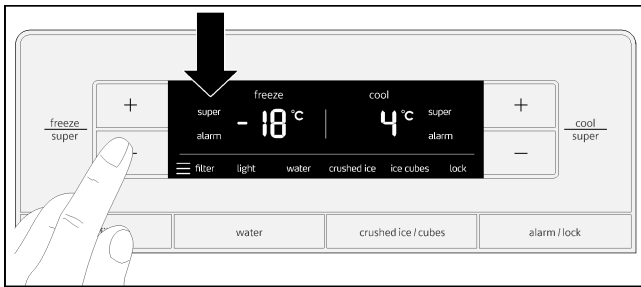 freeze
super
+
–
freeze
cool
super
alarm
- 18 °C
4 °C
super
alarm
filter
light
water
crushed ice
ice cubes
lock
+
–
cool
super
water
crushed ice / cubes
alarm / lock